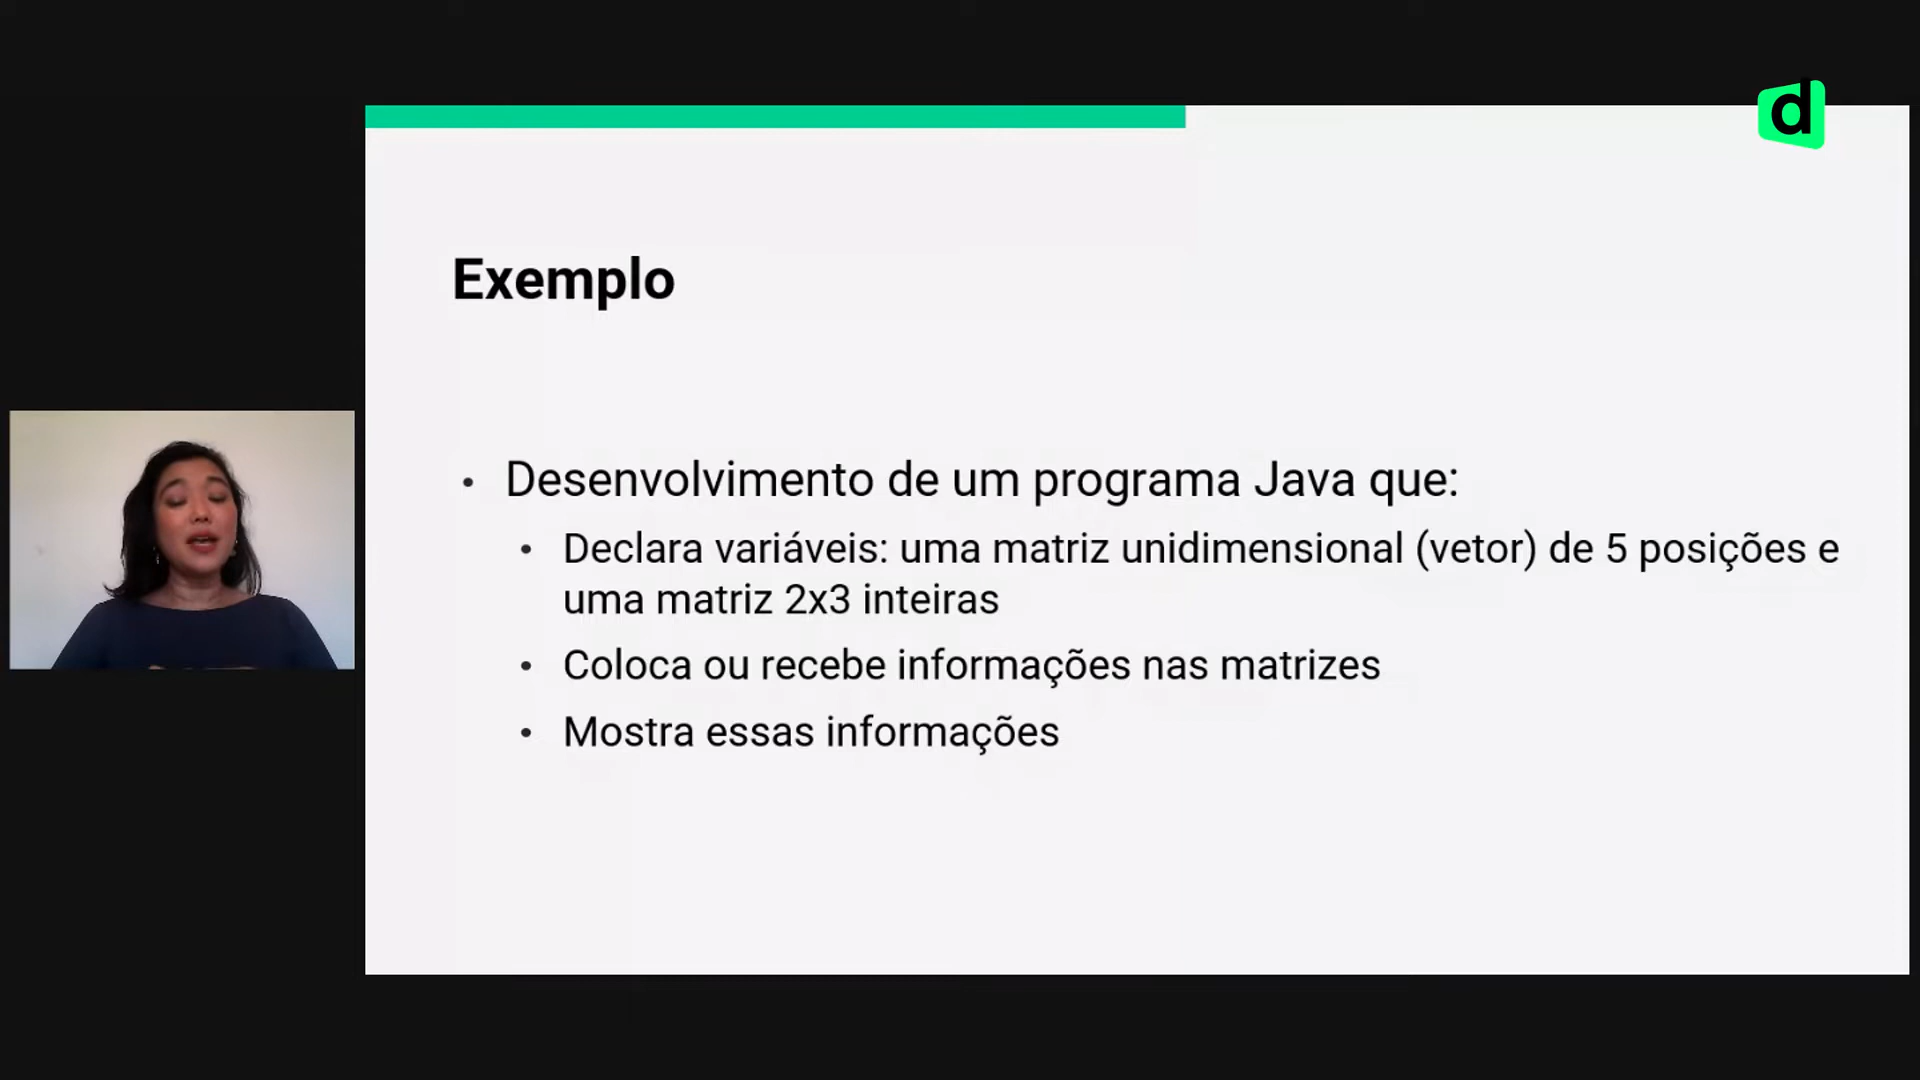 d
Exemplo
• Desenvolvimento de um programa Java que:
• Declara variáveis: uma matriz unidimensional (vetor) de 5 posições e
uma matriz 2x3 inteiras
• Coloca ou recebe informações nas matrizes
• Mostra essas informações